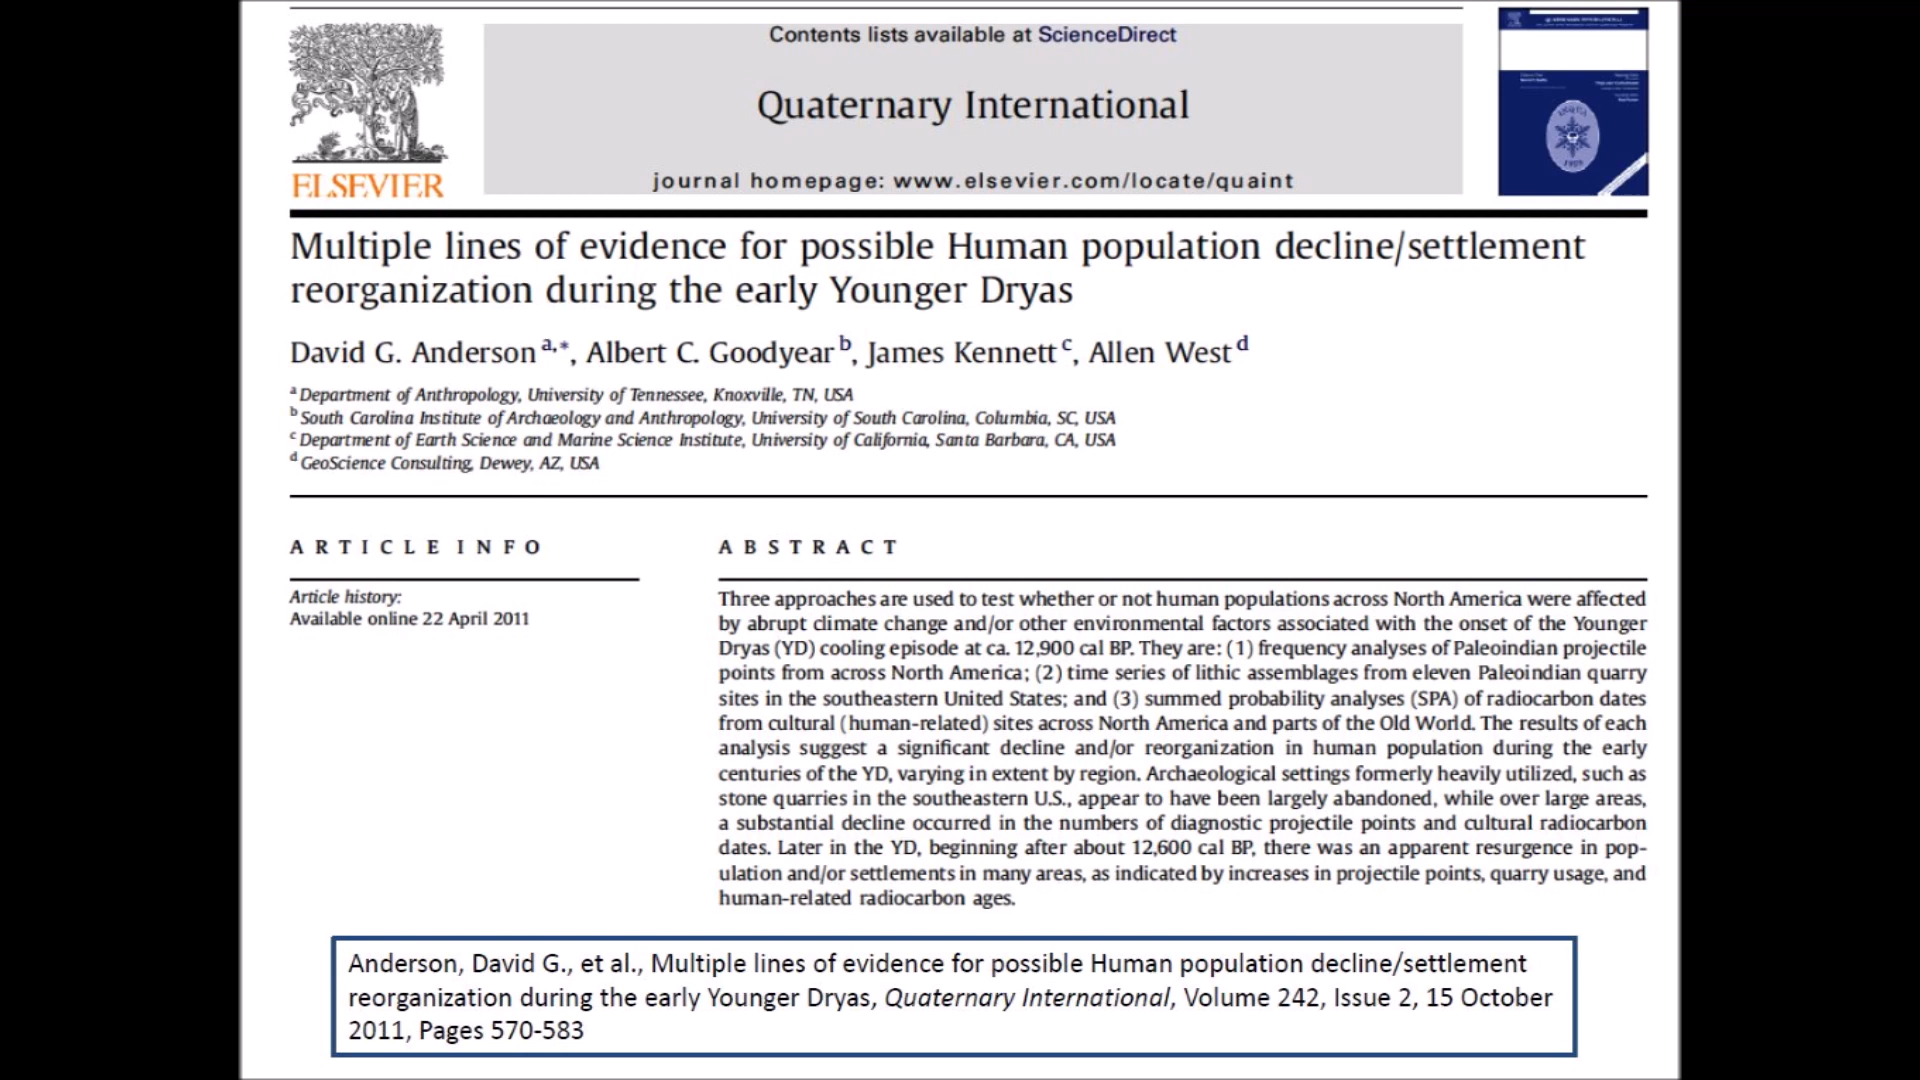 Contents lists available at ScienceDirect
Quaternary International
journal homepage: www.elsevier.com/locate/quaint
ELSEVIER
Multiple lines of evidence for possible Human population decline/settlement
reorganization during the early Younger Dryas
David G. Anderson a,*, Albert C. Goodyear b, James Kennett c, Allen West d
a Department of Anthropology, University of Tennessee, Knoxville, TN, USA
b South Carolina Institute of Archaeology and Anthropology, University of South Carolina, Columbia, SC, USA
c Department of Earth Science and Marine Science Institute, University of California, Santa Barbara, CA, USA
d GeoScience Consulting, Dewey, AZ, USA
ARTICLE INFO
Article history:
Available online 22 April 2011
ABSTRACT
Three approaches are used to test whether or not human populations across North America were affected
by abrupt climate change and/or other environmental factors associated with the onset of the Younger
Dryas (YD) cooling episode at ca. 12,900 cal BP. They are: (1) frequency analyses of Paleoindian projectile
points from across North America; (2) time series of lithic assemblages from eleven Paleoindian quarry
sites in the southeastern United States; and (3) summed probability analyses (SPA) of radiocarbon dates
from cultural (human-related) sites across North America and parts of the Old World. The results of each
analysis suggest a significant decline and/or reorganization in human population during the early
centuries of the YD, varying in extent by region. Archaeological settings formerly heavily utilized, such as
stone quarries in the southeastern U.S., appear to have been largely abandoned, while over large areas,
a substantial decline occurred in the numbers of diagnostic projectile points and cultural radiocarbon
dates. Later in the YD, beginning after about 12,600 cal BP, there was an apparent resurgence in pop-
ulation and/or settlements in many areas, as indicated by increases in projectile points, quarry usage, and
human-related radiocarbon ages.
Anderson, David G., et al., Multiple lines of evidence for possible Human population decline/settlement
reorganization during the early Younger Dryas, Quaternary International, Volume 242, Issue 2, 15 October
2011, Pages 570-583